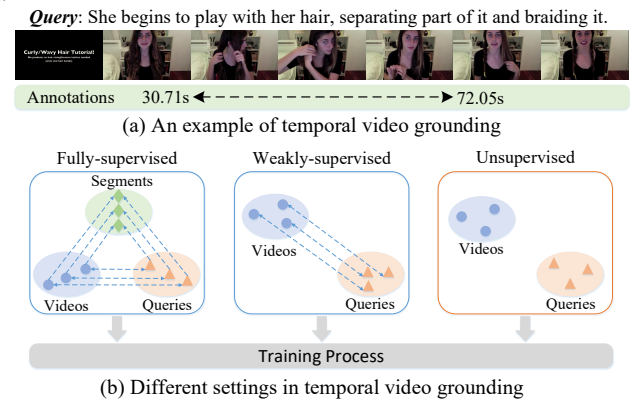 Query: She begins to play with her hair, separating part of it and braiding it.
Curly/Wavy Hair Tutorial!
Annotations 30.71s 72.05s
(a) An example of temporal video grounding
Fully-supervised Weakly-supervised Unsupervised
Segments
Videos Queries
Videos
Queries
Videos
Queries
Training Process
(b) Different settings in temporal video grounding